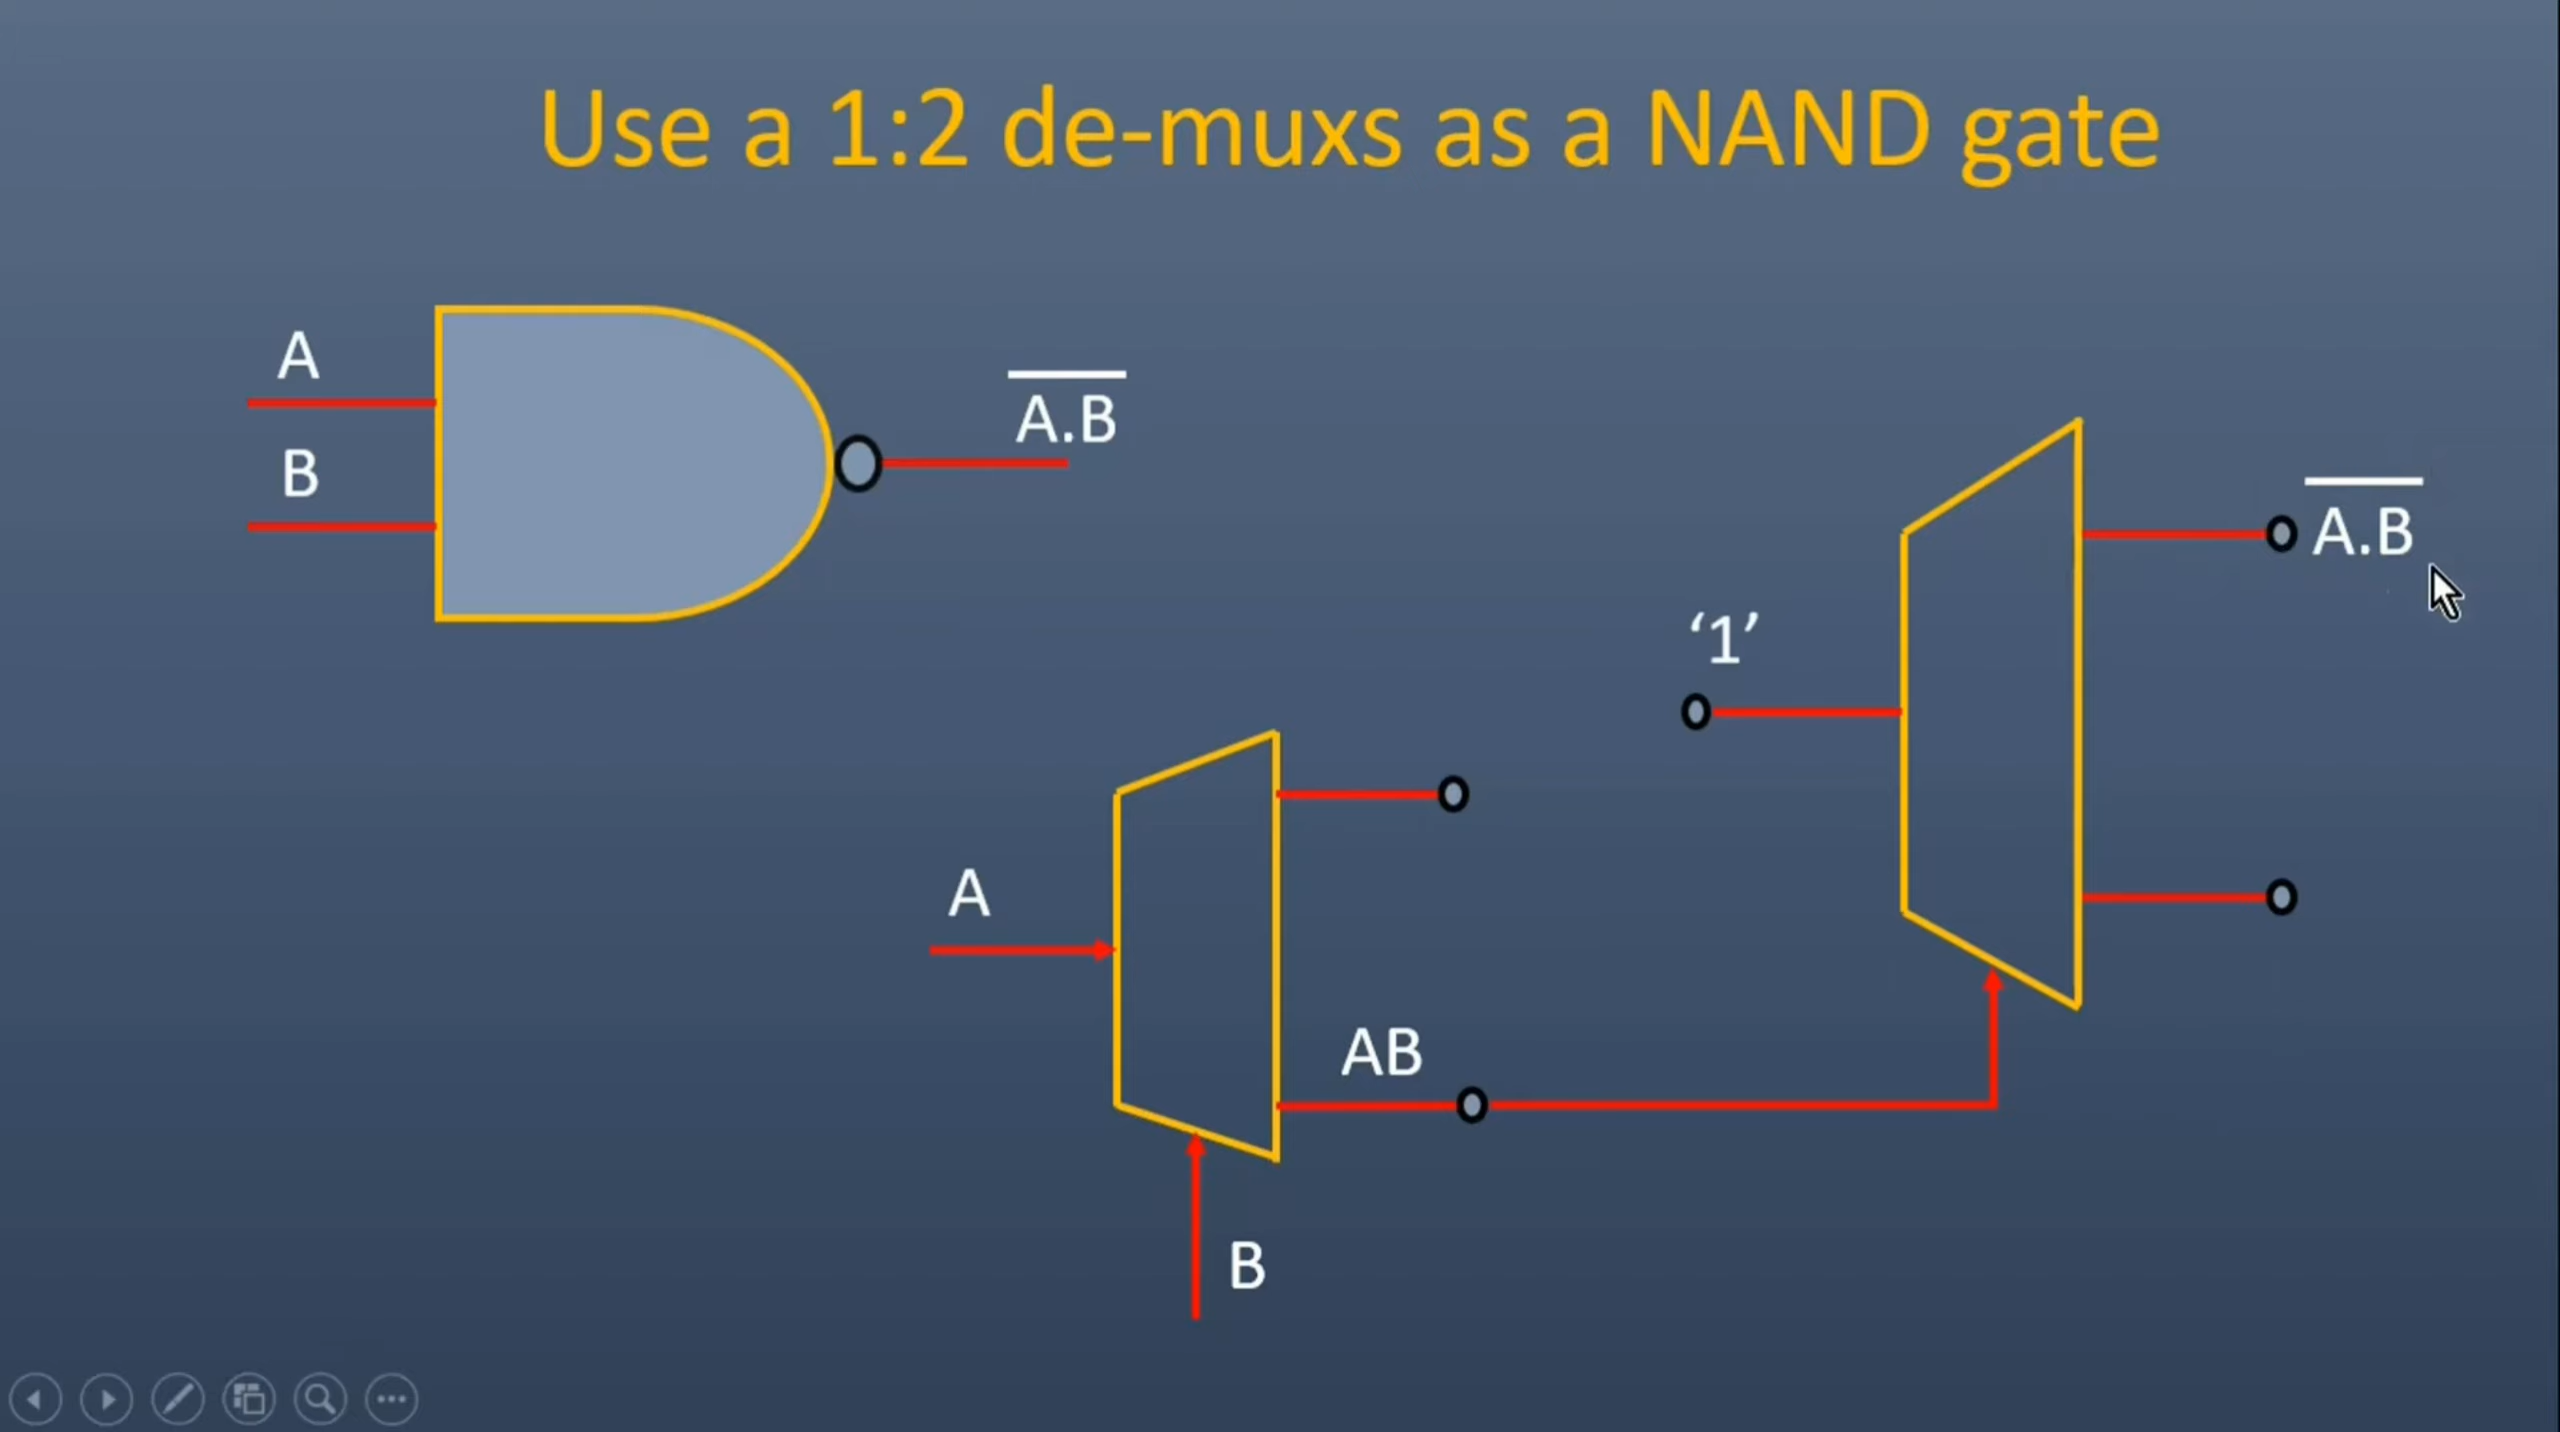 Use a 1:2 de-muxs as a NAND gate
A
B
A̅.̅B̅
A̅.̅B̅
‘1’
A
AB
B